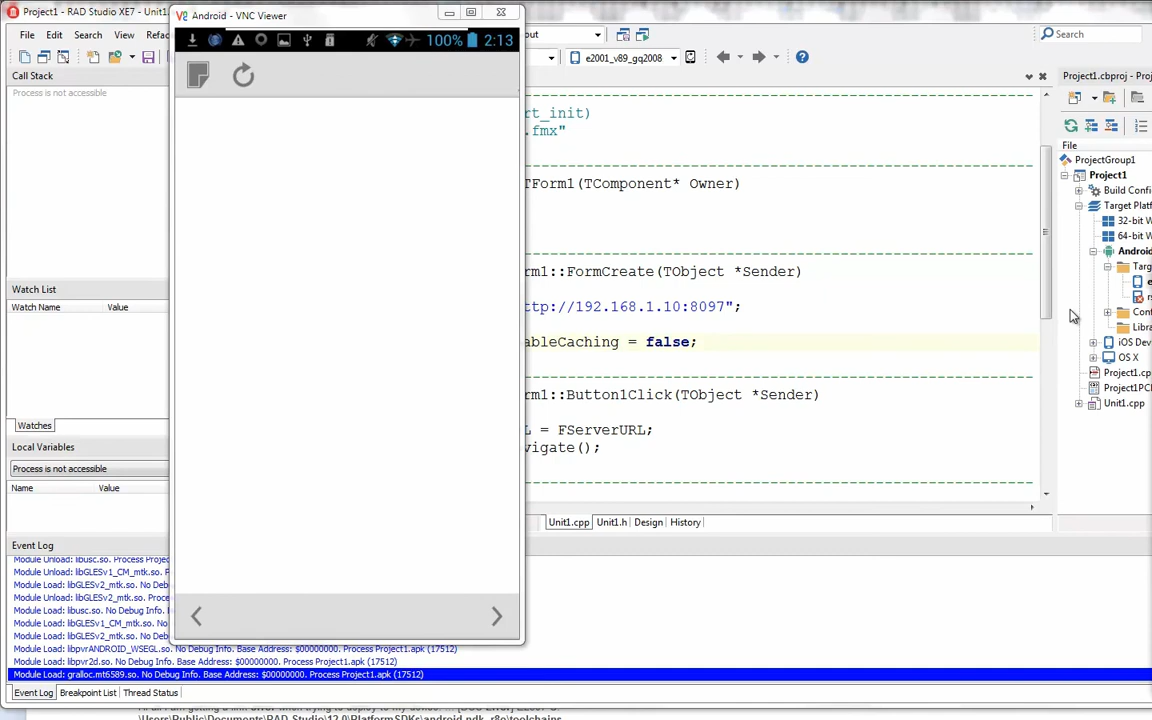 Project1 - RAD Studio XE7 - Unit1
Android - VNC Viewer
File Edit Search View Refac
out
Search
100% 2:13
e2001_v89_gq2008
Call Stack
Process is not accessible
Project1.cbproj - Proj
rt_init)
.fmx"
TForm1(TComponent* Owner)
rm1::FormCreate(TObject *Sender)
ttp://192.168.1.10:8097";
ableCaching = false;
rm1::Button1Click(TObject *Sender)
L = FServerURL;
vigate();
File
ProjectGroup1
Project1
Build Confi
Target Platf
32-bit W
64-bit W
Android
Targ
e
Con
Libra
iOS Dev
OS X
Project1.cp
Project1PC
Unit1.cpp
Watch List
Watch Name Value
Watches
Local Variables
Process is not accessible
Name Value
Unit1.cpp Unit1.h Design History
Event Log
Module Unload: libusc.so. Process Projec
Module Load: libGLESv1_CM_mtk.so. P
Module Load: libGLESv2_mtk.so. No Deb
Module Unload: libGLESv2_mtk.so. Proce
Module Load: libusc.so. No Debug Info. B
Module Load: libGLESv1_CM_mtk.so. No
Module Load: libGLESv2_mtk.so. No Deb
Module Load: libpvrANDROID_WSEGL.so. No Debug Info. Base Address: $00000000. Process Project1.apk (17512)
Module Load: libpvr2d.so. No Debug Info. Base Address: $00000000. Process Project1.apk (17512)
Module Load: gralloc.mt6589.so. No Debug Info. Base Address: $00000000. Process Project1.apk (17512)
Event Log Breakpoint List Thread Status